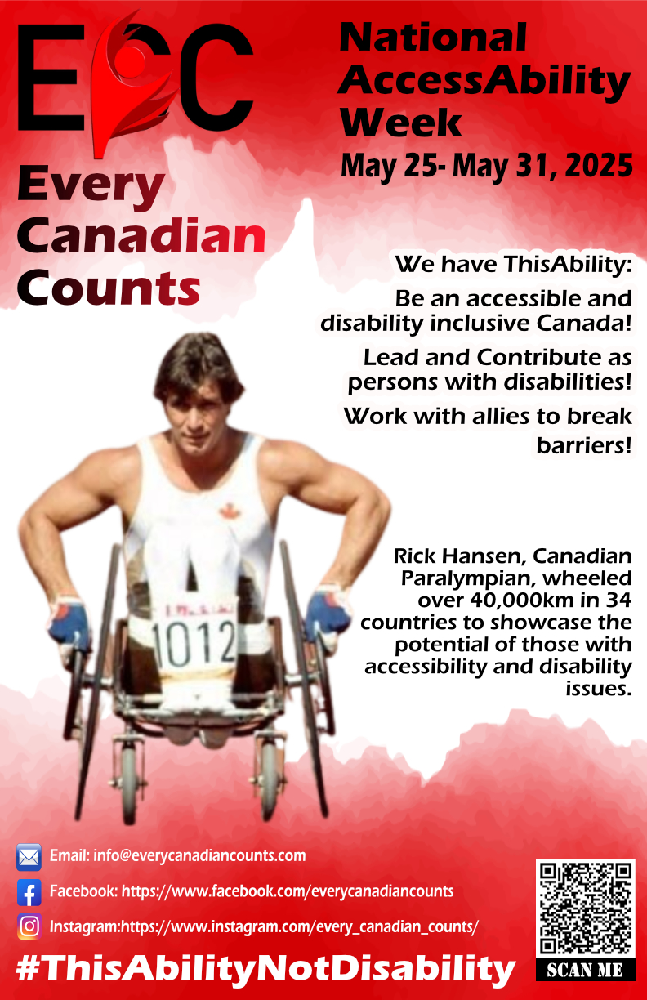 ECC
Every
Canadian
Counts
National
AccessAbility
Week
May 25- May 31, 2025
We have ThisAbility:
Be an accessible and
disability inclusive Canada!
Lead and Contribute as
persons with disabilities!
Work with allies to break
barriers!
1012
Rick Hansen, Canadian
Paralympian, wheeled
over 40,000km in 34
countries to showcase the
potential of those with
accessibility and disability
issues.
Email: info@everycanadiancounts.com
Facebook: https://www.facebook.com/everycanadiancounts
Instagram:https://www.instagram.com/every_canadian_counts/
#ThisAbilityNotDisability
SCAN ME